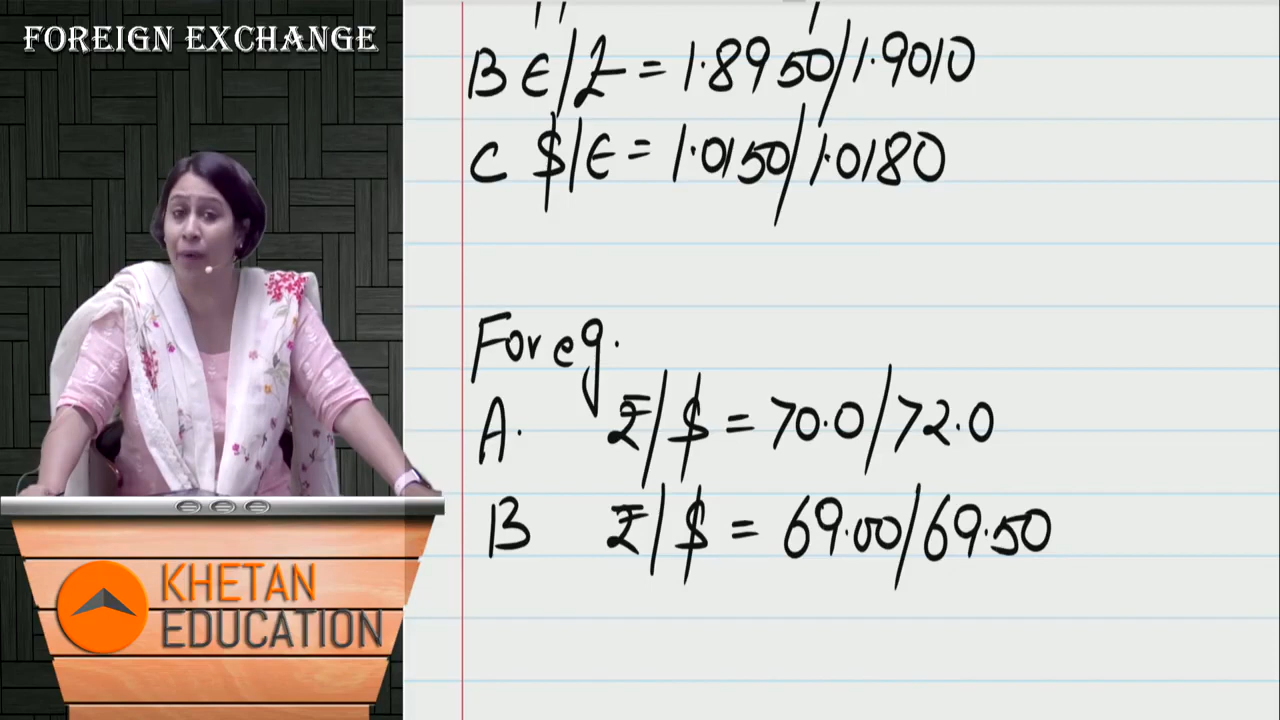 FOREIGN EXCHANGE
B €/£ = 1.8950/1.9010
C $/€ = 1.0150/1.0180
For eg.
A. ₹/$ = 70.0/72.0
B ₹/$ = 69.00/69.50
KHETAN
EDUCATION